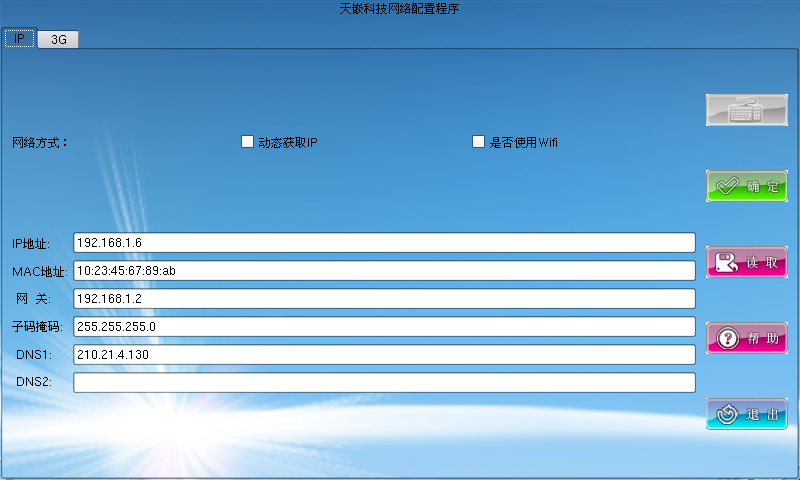 天嵌科技网络配置程序
IP 3G
网络方式： 动态获取IP 是否使用Wifi
确 定
IP地址: 192.168.1.6
MAC地址: 10:23:45:67:89:ab
读 取
网 关: 192.168.1.2
子码掩码: 255.255.255.0
帮 助
DNS1: 210.21.4.130
DNS2:
退 出